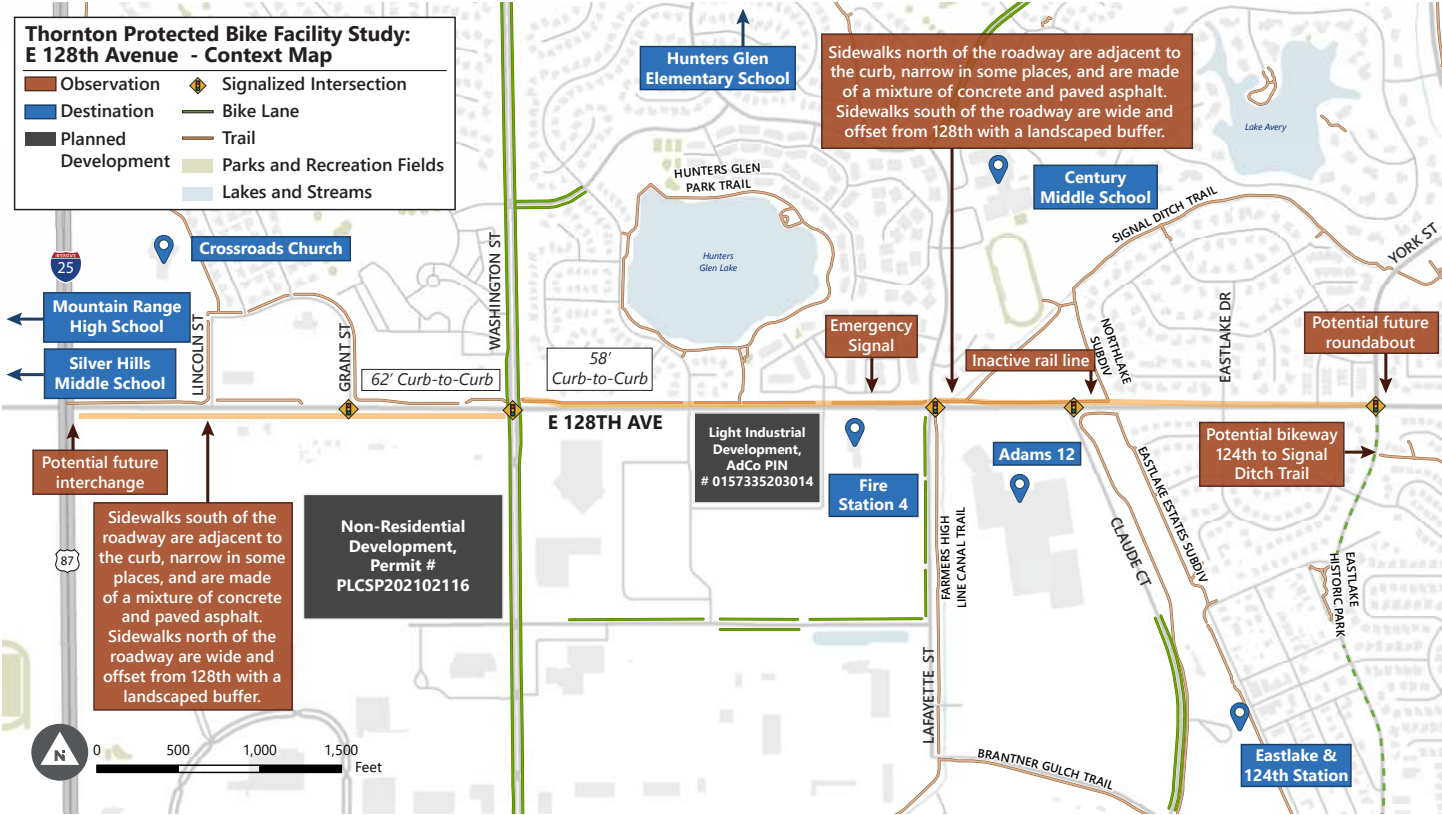 Thornton Protected Bike Facility Study:
E 128th Avenue - Context Map
Observation
Destination
Planned
Development
Signalized Intersection
Bike Lane
Trail
Parks and Recreation Fields
Lakes and Streams
Hunters Glen
Elementary School
Sidewalks north of the roadway are adjacent to
the curb, narrow in some places, and are made
of a mixture of concrete and paved asphalt.
Sidewalks south of the roadway are wide and
offset from 128th with a landscaped buffer.
Lake Avery
HUNTERS GLEN
PARK TRAIL
Century
Middle School
SIGNAL DITCH TRAIL
YORK ST
Crossroads Church
INTERSTATE
25
WASHINGTON ST
Hunters
Glen Lake
Mountain Range
High School
Silver Hills
Middle School
LINCOLN ST
GRANT ST
62' Curb-to-Curb
58'
Curb-to-Curb
Emergency
Signal
Inactive rail line
NORTHLAKE
SUBDIV
EASTLAKE DR
Potential future
roundabout
E 128TH AVE
Potential future
interchange
Light Industrial
Development,
AdCo PIN
# 0157335203014
Fire
Station 4
Adams 12
Potential bikeway
124th to Signal
Ditch Trail
Sidewalks south of the
roadway are adjacent to
the curb, narrow in some
places, and are made
of a mixture of concrete
and paved asphalt.
Sidewalks north of the
roadway are wide and
offset from 128th with a
landscaped buffer.
87
Non-Residential
Development,
Permit #
PLCSP202102116
FARMERS HIGH
LINE CANAL TRAIL
CLAUDE CT
EASTLAKE ESTATES SUBDIV
EASTLAKE
HISTORIC PARK
LAFAYETTE ST
BRANTNER GULCH TRAIL
Eastlake &
124th Station
N
0 500 1,000 1,500
Feet